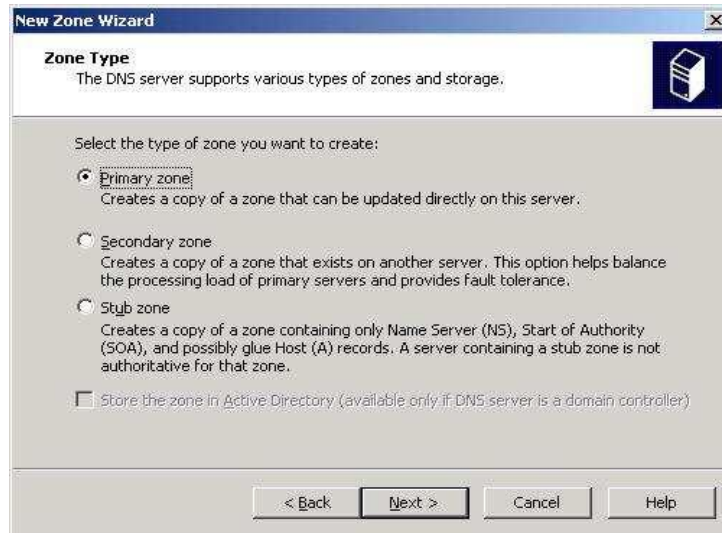 New Zone Wizard
Zone Type
The DNS server supports various types of zones and storage.
Select the type of zone you want to create:
Primary zone
Creates a copy of a zone that can be updated directly on this server.
Secondary zone
Creates a copy of a zone that exists on another server. This option helps balance
the processing load of primary servers and provides fault tolerance.
Stub zone
Creates a copy of a zone containing only Name Server (NS), Start of Authority
(SOA), and possibly glue Host (A) records. A server containing a stub zone is not
authoritative for that zone.
Store the zone in Active Directory (available only if DNS server is a domain controller)
< Back Next > Cancel Help